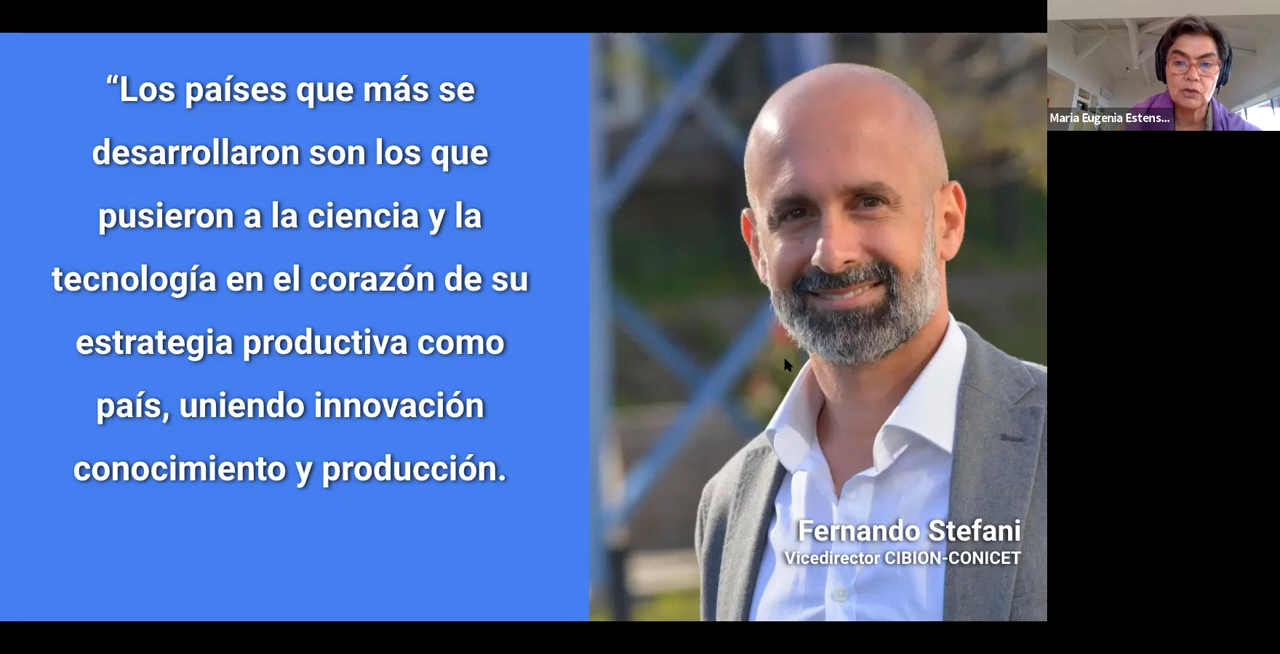 “Los países que más se
desarrollaron son los que
pusieron a la ciencia y la
tecnología en el corazón de su
estrategia productiva como
país, uniendo innovación
conocimiento y producción.
Fernando Stefani
Vicedirector CIBION-CONICET
María Eugenia Estens...